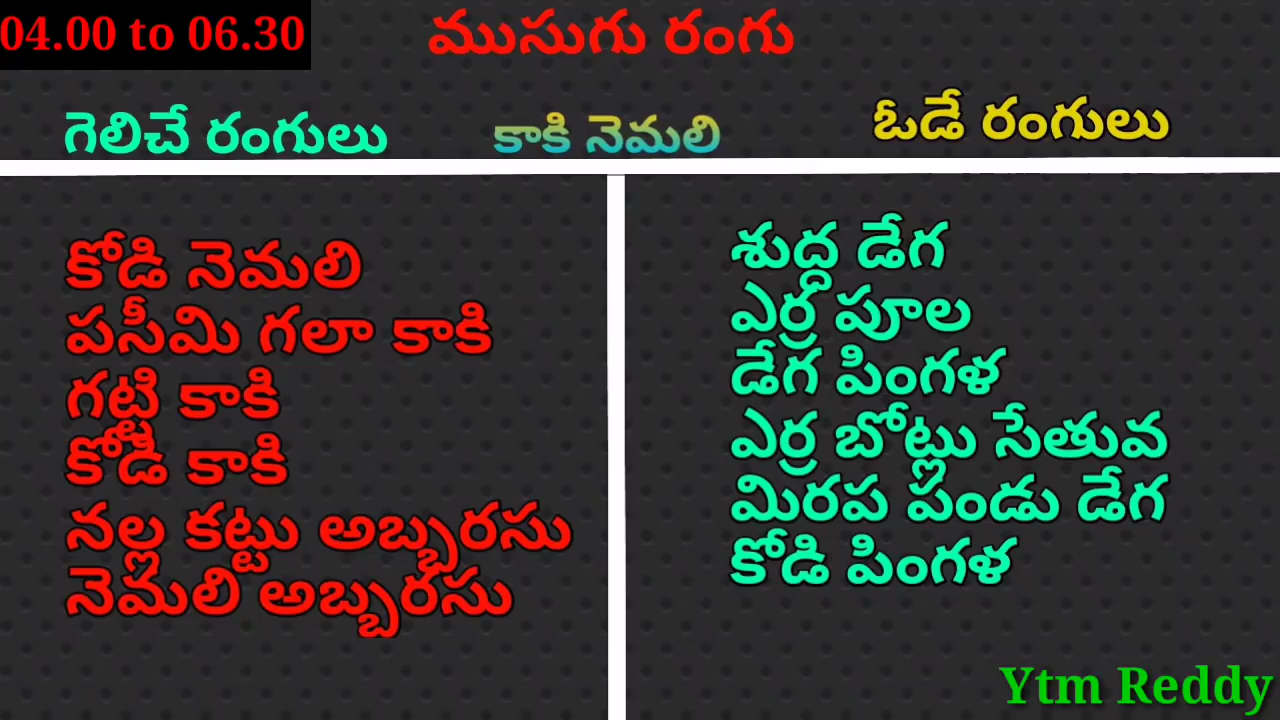 04.00 to 06.30
ముసుగు రంగు
గెలిచే రంగులు
కాకి నెమలి
ఓడే రంగులు
కోడి నెమలి
పసీమి గలా కాకి
గట్టి కాకి
కోడి కాకి
నల్ల కట్టు అబ్బరసు
నెమలి అబ్బరసు
శుద్ధ డేగ
ఎర్ర పూల
డేగ పింగళ
ఎర్ర బోట్లు సేతువ
మిరప పండు డేగ
కోడి పింగళ
Ytm Reddy